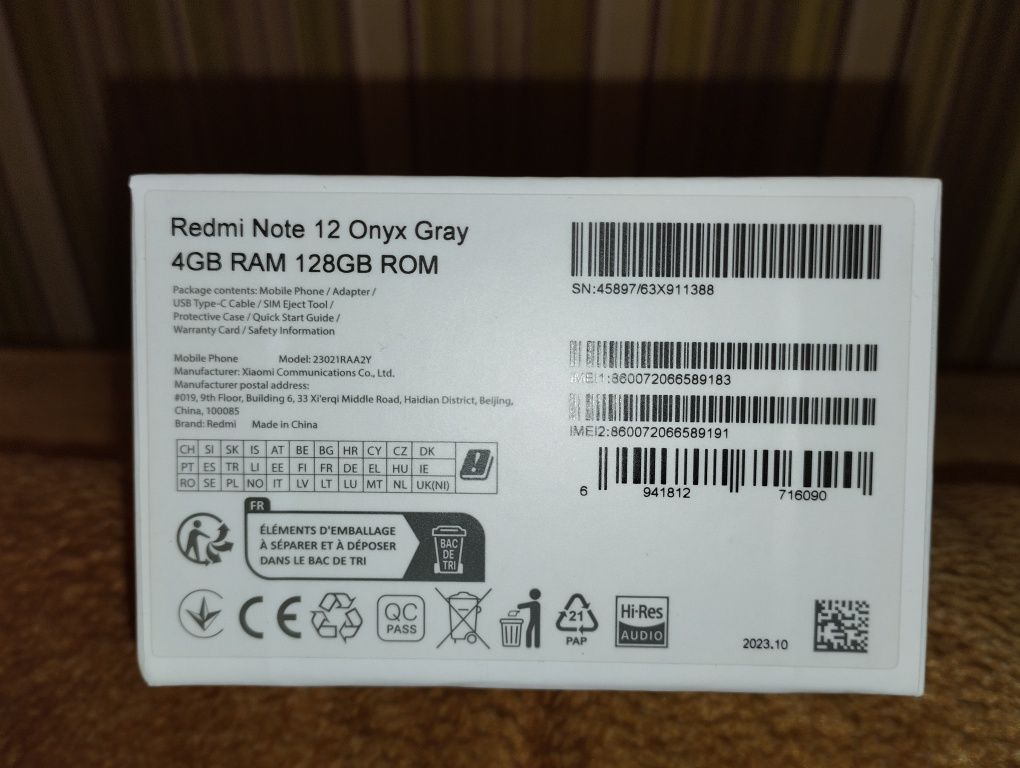 Redmi Note 12 Onyx Gray
4GB RAM 128GB ROM
Package contents: Mobile Phone / Adapter /
USB Type-C Cable / SIM Eject Tool /
Protective Case / Quick Start Guide /
Warranty Card / Safety Information
Mobile Phone Model: 23021RAA2Y
Manufacturer: Xiaomi Communications Co., Ltd.
Manufacturer postal address:
#019, 9th Floor, Building 6, 33 Xi'erqi Middle Road, Haidian District, Beijing,
China, 100085
Brand: Redmi Made in China
CH SI SK IS AT BE BG HR CY CZ DK
PT ES TR LI EE FI FR DE EL HU IE
RO SE PL NO IT LV LT LU MT NL UK(NI)
FR
ÉLÉMENTS D'EMBALLAGE
À SÉPARER ET À DÉPOSER
DANS LE BAC DE TRI
BAC
DE
TRI
CE
QC
PASS
21
PAP
Hi-Res
AUDIO
SN:45897/63X911388
IMEI1:860072066589183
IMEI2:860072066589191
6 941812 716090
2023.10